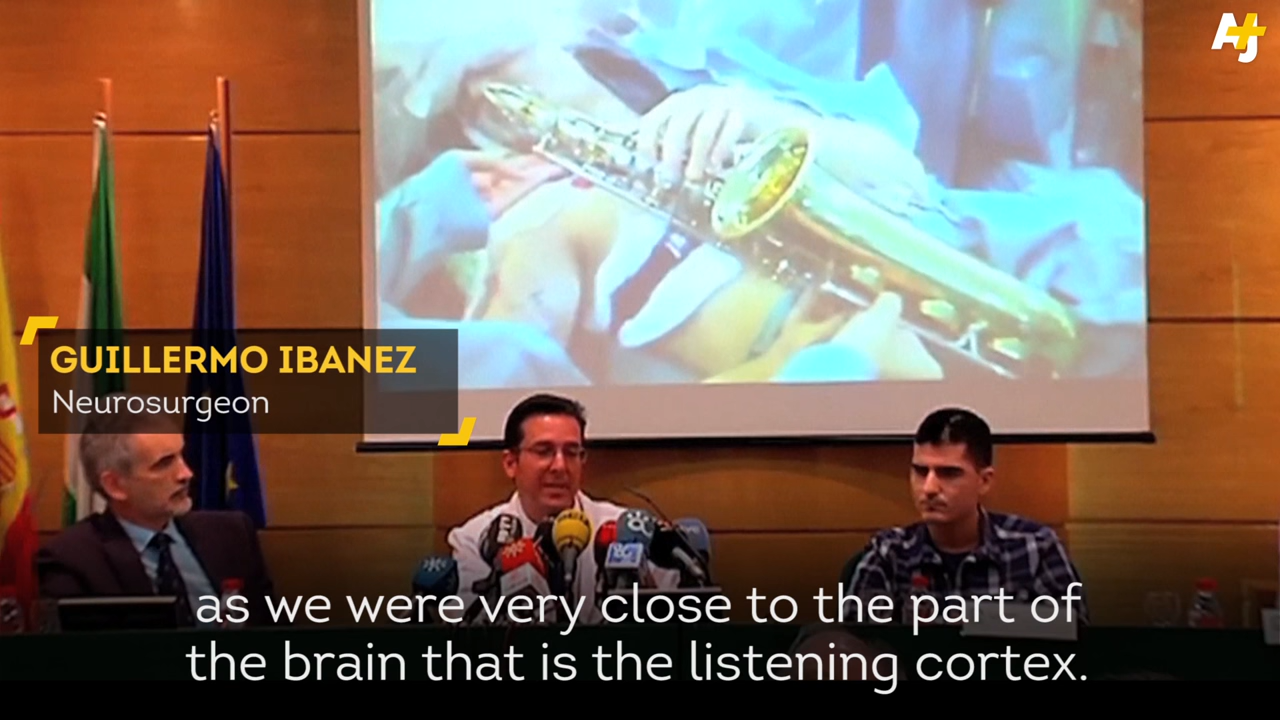 AJ+
GUILLERMO IBANEZ
Neurosurgeon
as we were very close to the part of
the brain that is the listening cortex.